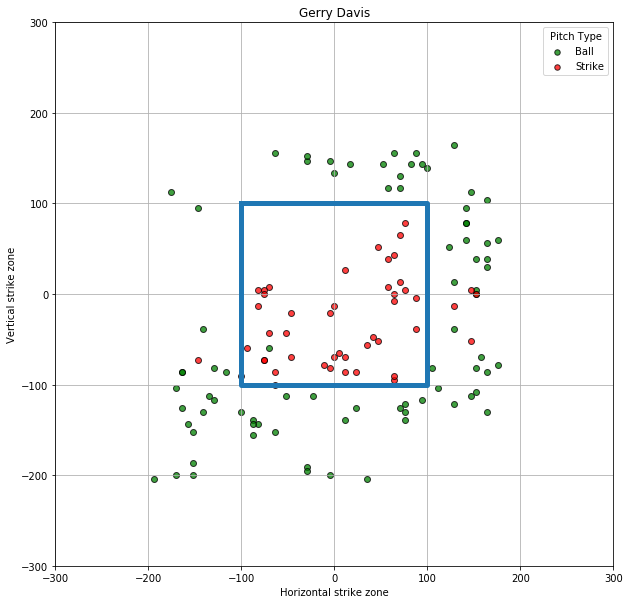 Gerry Davis
Pitch Type
Ball
Strike
300
200
100
0
−100
−200
−300
Vertical strike zone
−300
−200
−100
0
100
200
300
Horizontal strike zone